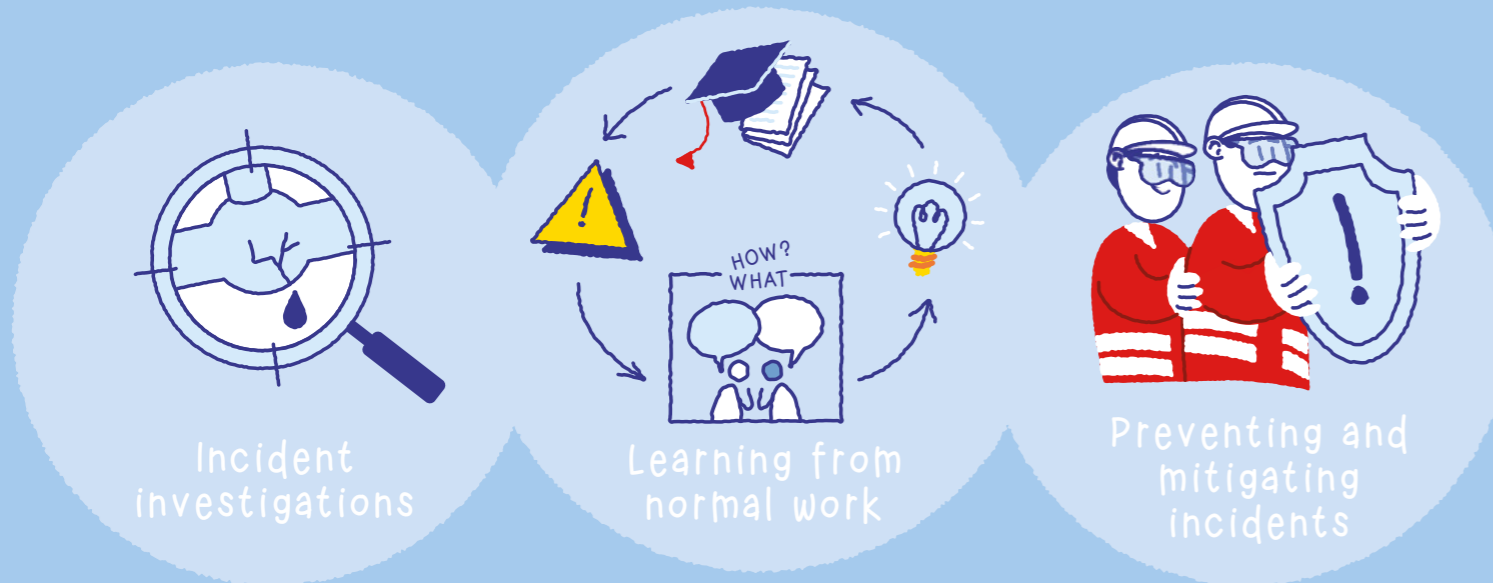 HOW?
WHAT
Incident
investigations
Learning from
normal work
Preventing and
mitigating
incidents